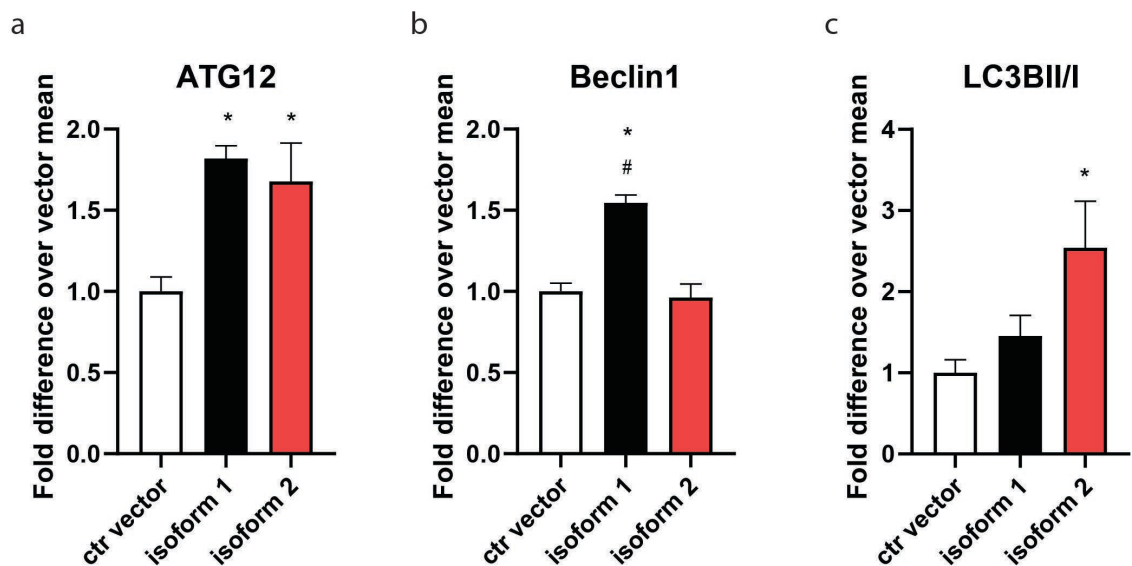 a
ATG12
Fold difference over vector mean
2.0
1.5
1.0
0.5
0.0
*
*
ctr vector
isoform 1
isoform 2
b
Beclin1
Fold difference over vector mean
2.0
1.5
1.0
0.5
0.0
*
#
ctr vector
isoform 1
isoform 2
c
LC3BII/I
Fold difference over vector mean
4
3
2
1
0
*
ctr vector
isoform 1
isoform 2